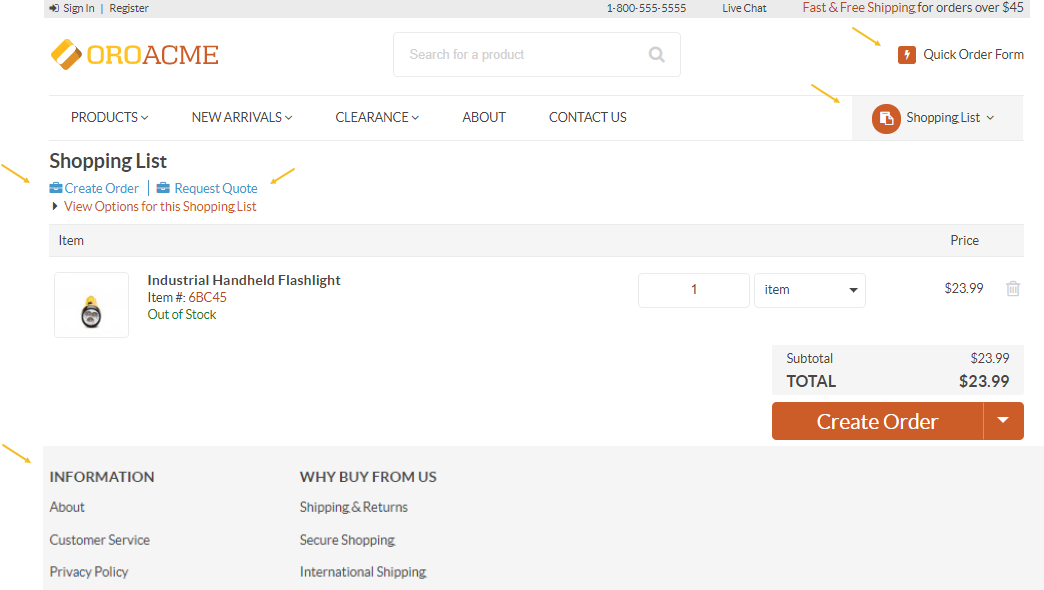 Sign In | Register
1-800-555-5555
Live Chat
Fast & Free Shipping for orders over $45
OROACME
Search for a product
Quick Order Form
PRODUCTS
NEW ARRIVALS
CLEARANCE
ABOUT
CONTACT US
Shopping List
Shopping List
Create Order | Request Quote
View Options for this Shopping List
Item
Price
Industrial Handheld Flashlight
Item #: 6BC45
Out of Stock
1
item
$23.99
Subtotal $23.99
TOTAL $23.99
Create Order
INFORMATION
About
Customer Service
Privacy Policy
WHY BUY FROM US
Shipping & Returns
Secure Shopping
International Shipping